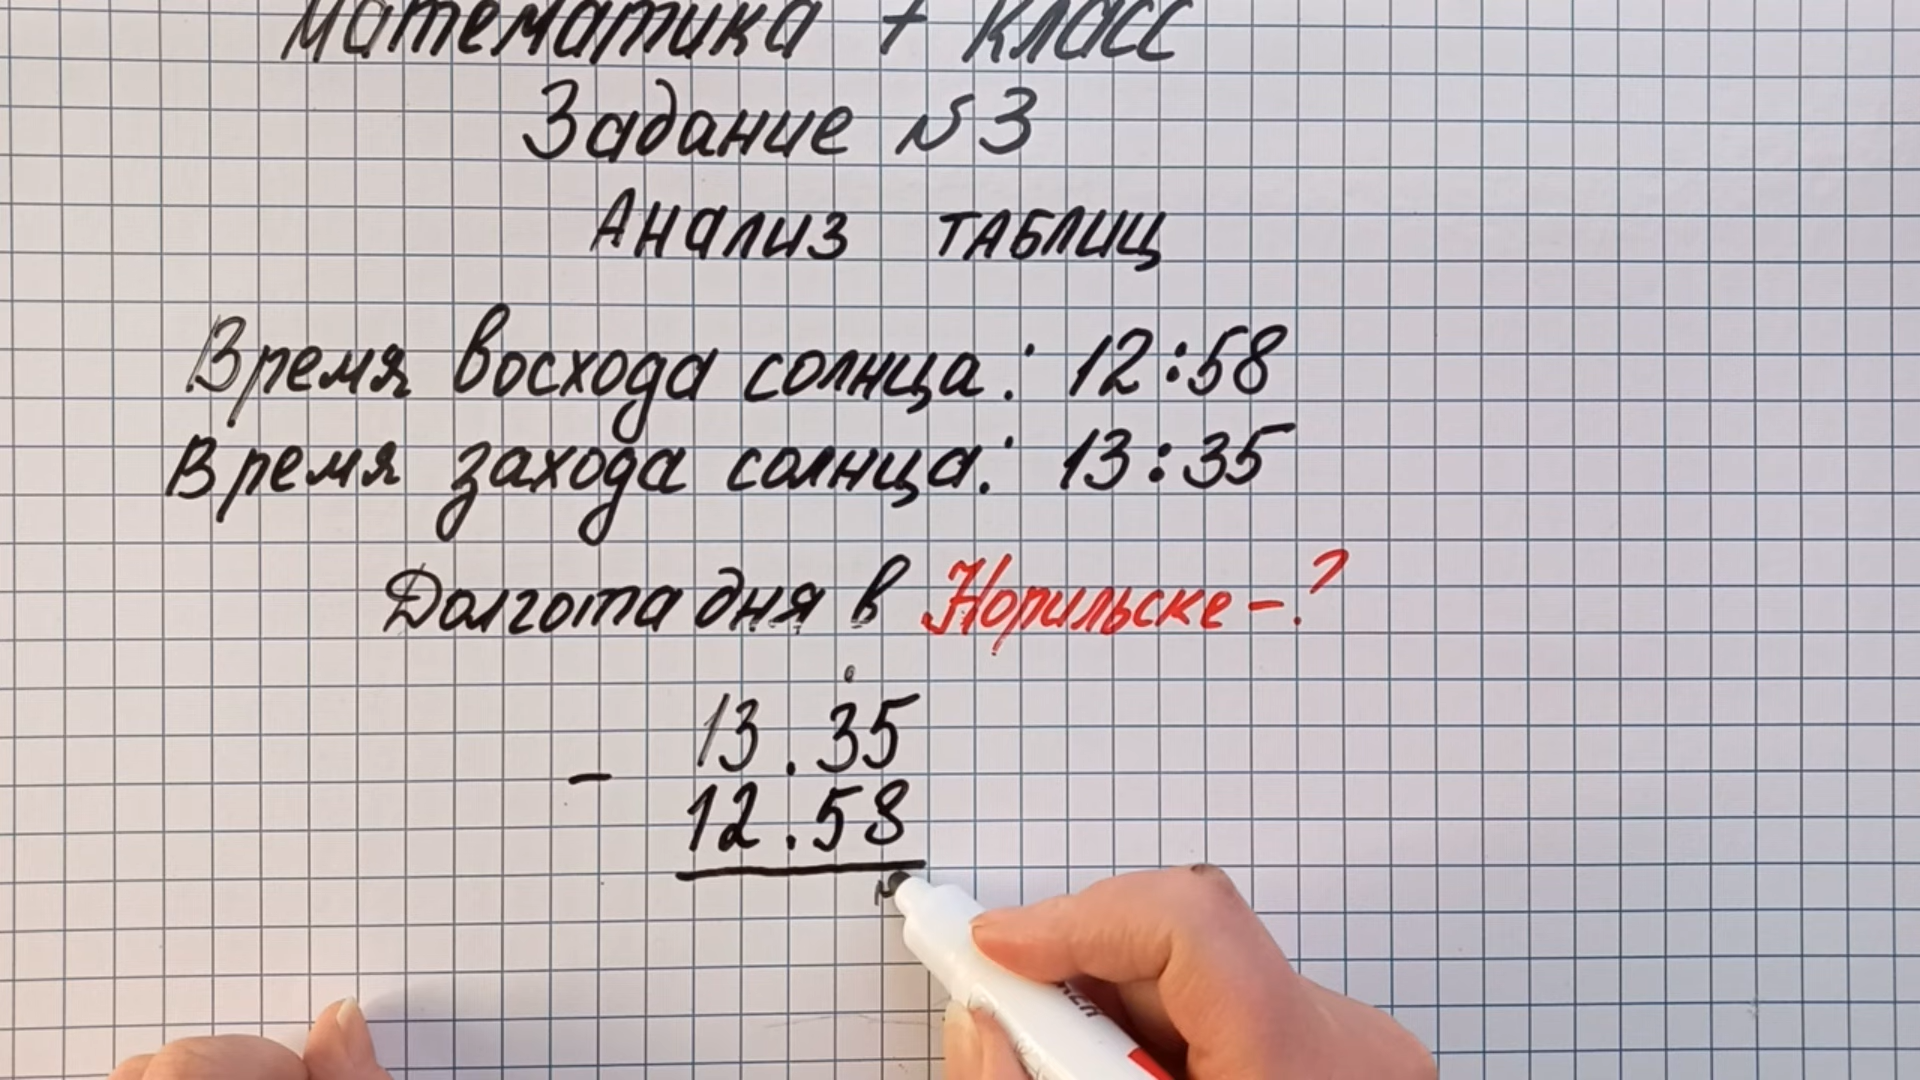 Математика 7 класс
Задание №3
Анализ таблиц
Время восхода солнца: 12:58
Время захода солнца: 13:35
Долгота дня в Норильске-?
13.35
-
12.58